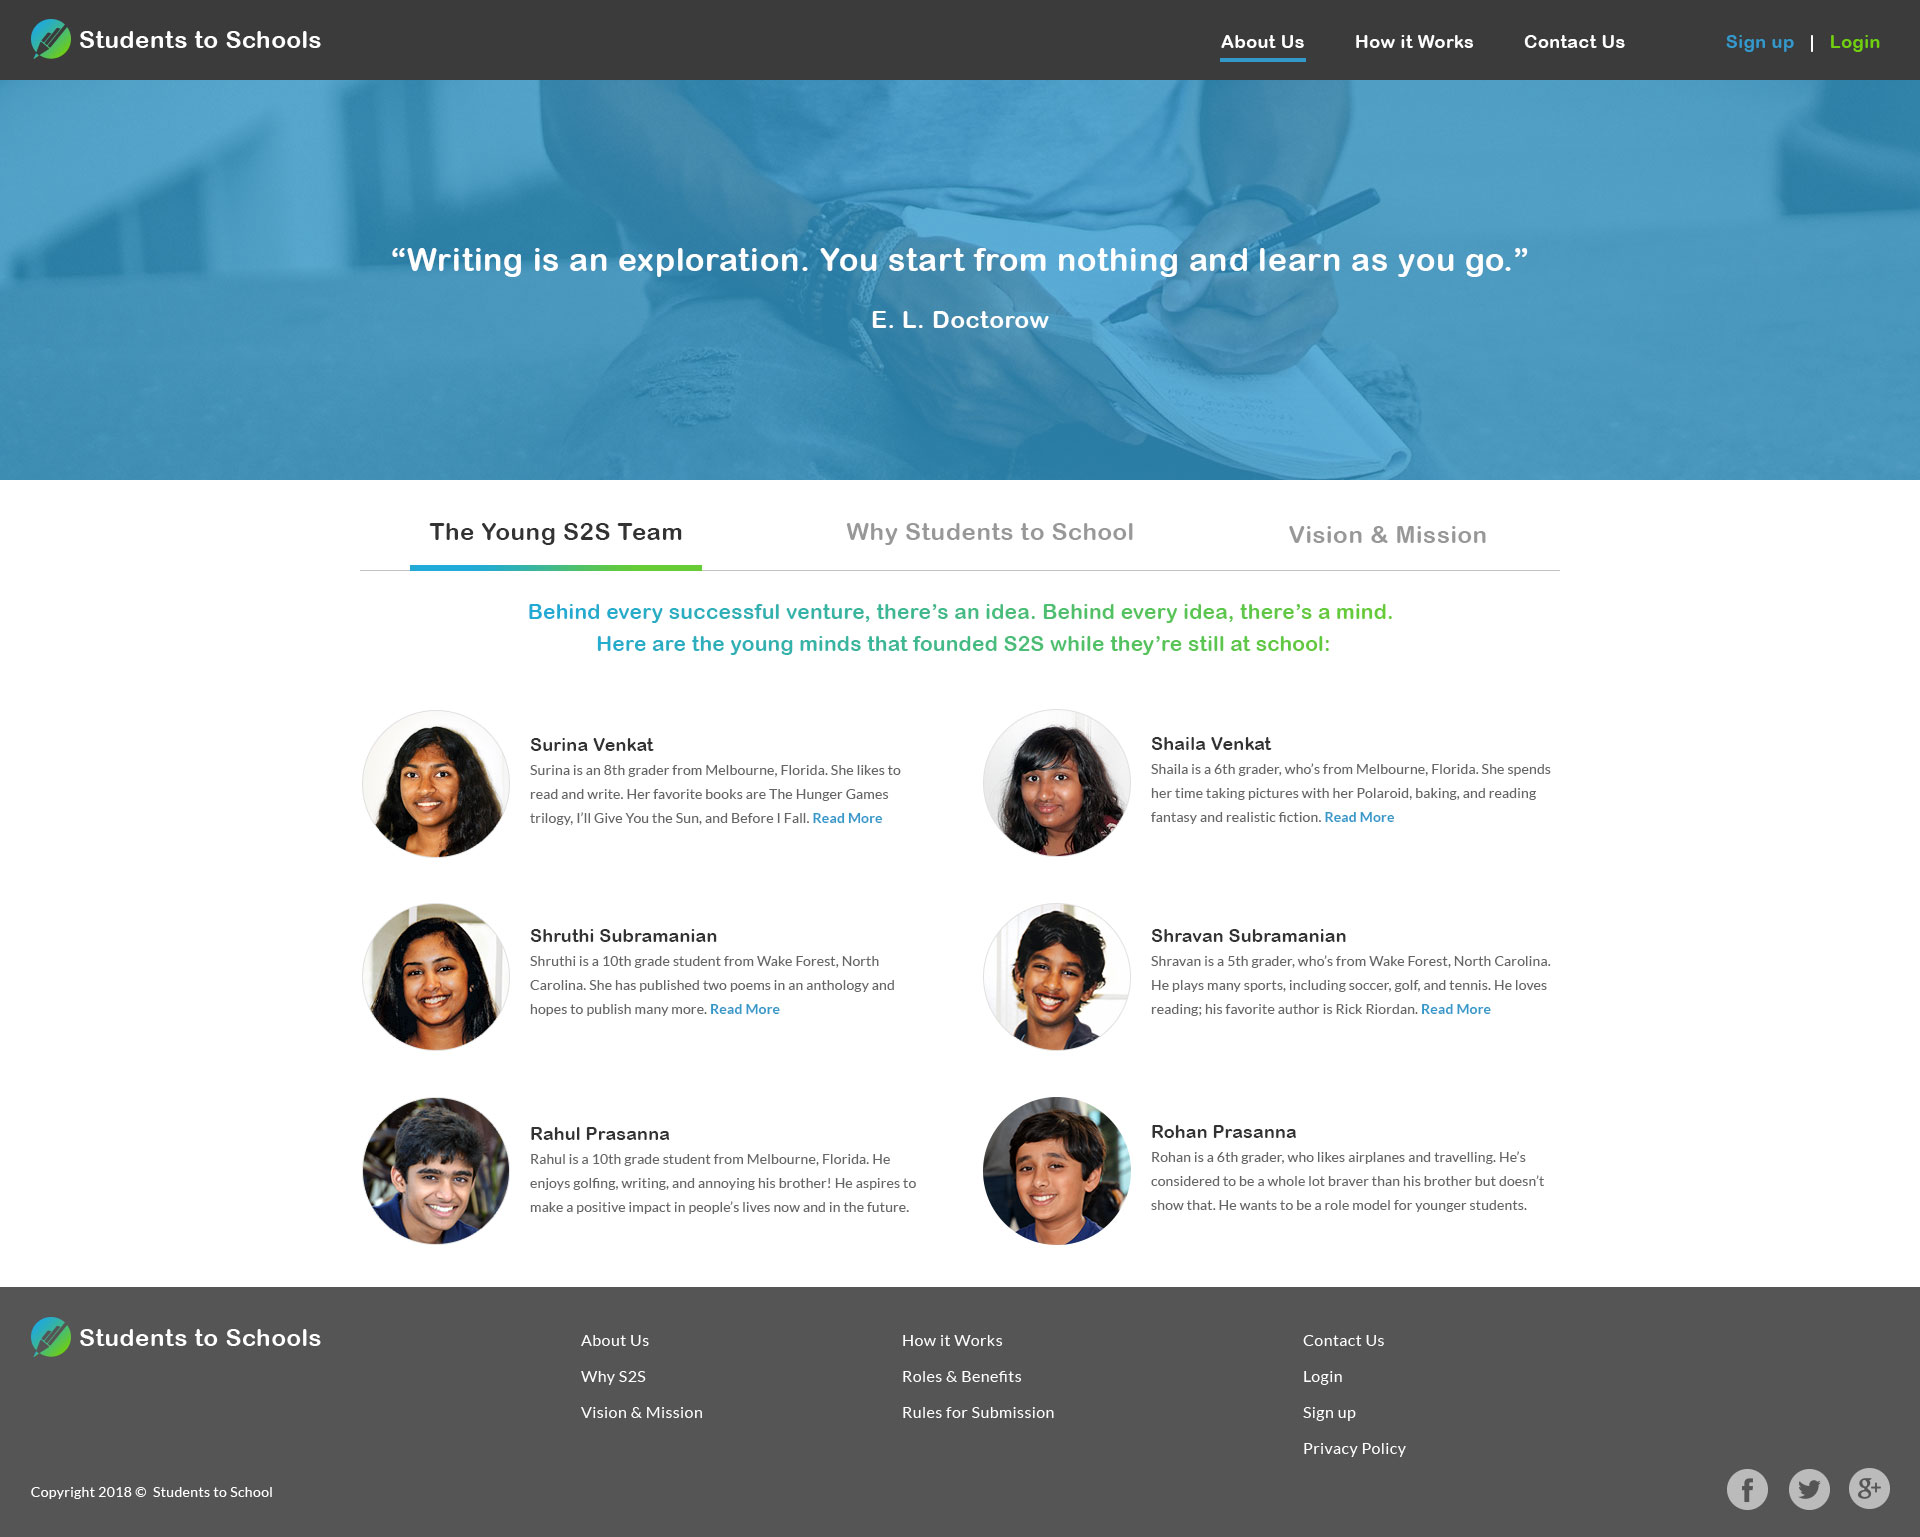 Students to Schools
About Us
How it Works
Contact Us
Sign up | Login
“Writing is an exploration. You start from nothing and learn as you go.”
E. L. Doctorow
The Young S2S Team
Why Students to School
Vision & Mission
Behind every successful venture, there’s an idea. Behind every idea, there’s a mind.
Here are the young minds that founded S2S while they’re still at school:
Surina Venkat
Surina is an 8th grader from Melbourne, Florida. She likes to
read and write. Her favorite books are The Hunger Games
trilogy, I’ll Give You the Sun, and Before I Fall. Read More
Shaila Venkat
Shaila is a 6th grader, who’s from Melbourne, Florida. She spends
her time taking pictures with her Polaroid, baking, and reading
fantasy and realistic fiction. Read More
Shruthi Subramanian
Shruthi is a 10th grade student from Wake Forest, North
Carolina. She has published two poems in an anthology and
hopes to publish many more. Read More
Shravan Subramanian
Shravan is a 5th grader, who’s from Wake Forest, North Carolina.
He plays many sports, including soccer, golf, and tennis. He loves
reading; his favorite author is Rick Riordan. Read More
Rahul Prasanna
Rahul is a 10th grade student from Melbourne, Florida. He
enjoys golfing, writing, and annoying his brother! He aspires to
make a positive impact in people’s lives now and in the future.
Rohan Prasanna
Rohan is a 6th grader, who likes airplanes and travelling. He’s
considered to be a whole lot braver than his brother but doesn’t
show that. He wants to be a role model for younger students.
Students to Schools
About Us
Why S2S
Vision & Mission
How it Works
Roles & Benefits
Rules for Submission
Contact Us
Login
Sign up
Privacy Policy
Copyright 2018 © Students to School